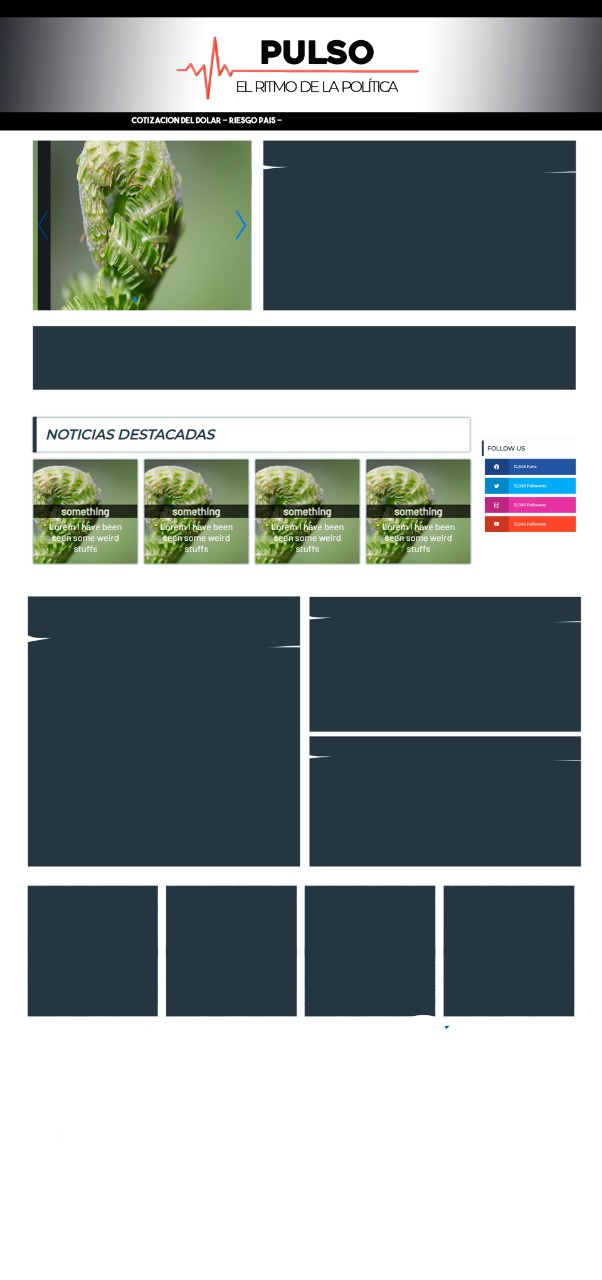 PULSO
EL RITMO DE LA POLÍTICA
COTIZACION DEL DOLAR - RIESGO PAIS -
NOTICIAS DESTACADAS
FOLLOW US
12,345 Fans
12,345 Followers
12,345 Followers
12,345 Followers
something
Lorem I have been
seen some weird
stuffs
something
Lorem I have been
seen some weird
stuffs
something
Lorem I have been
seen some weird
stuffs
something
Lorem I have been
seen some weird
stuffs